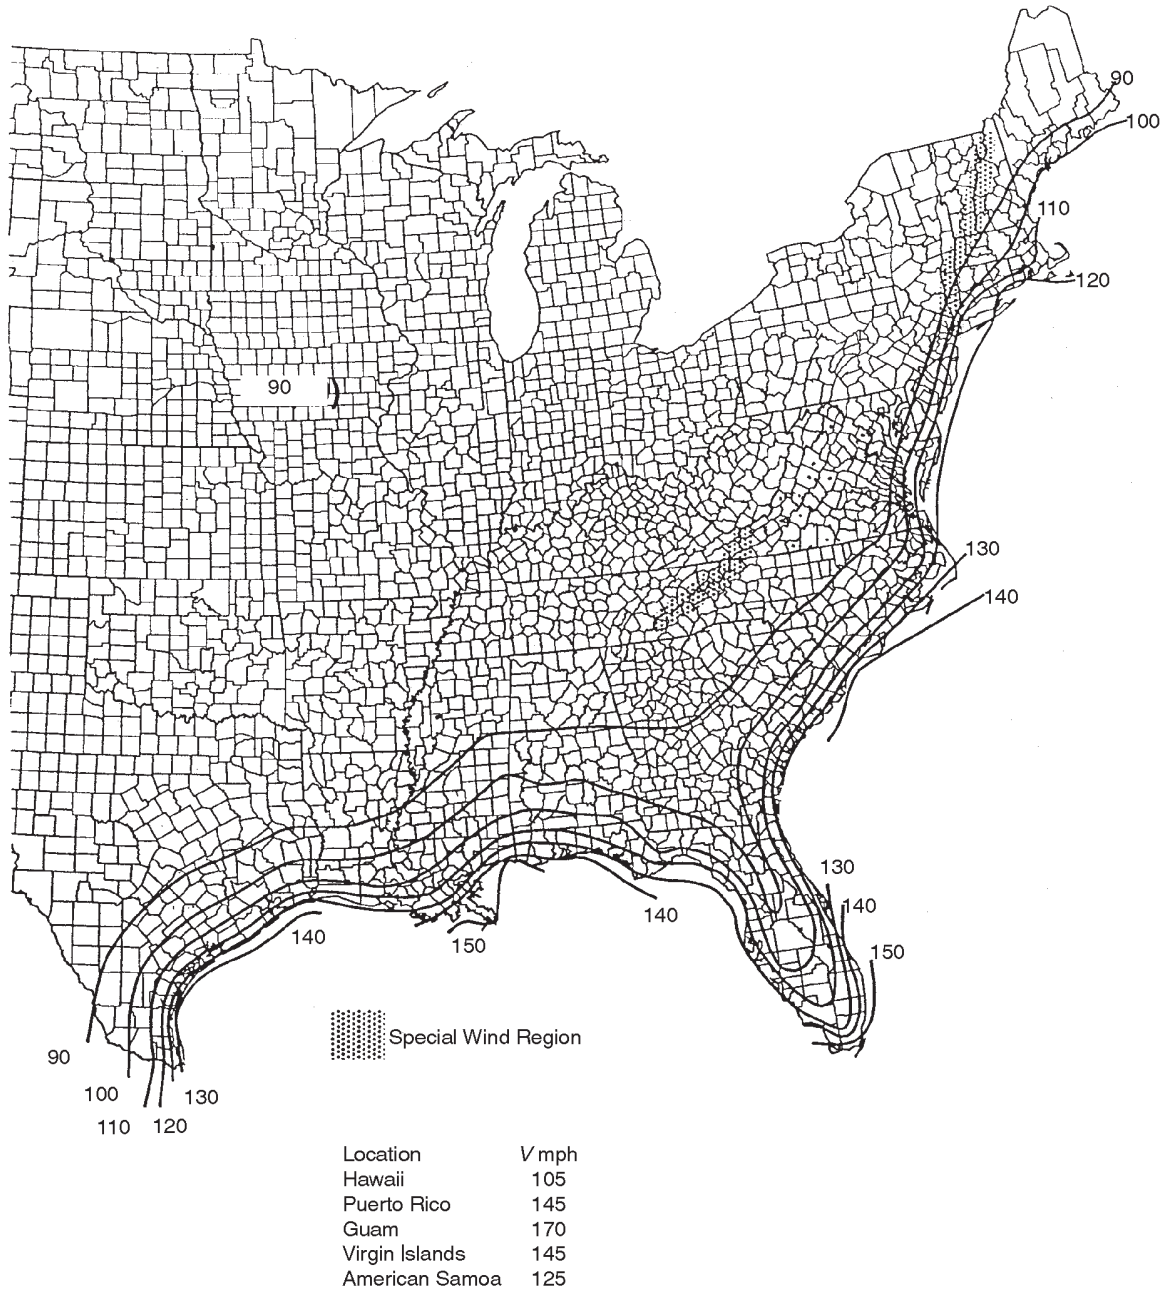 90
100
110
120
90
130
140
130
140
140
150
140
150
Special Wind Region
90
100
130
110
120
Location V mph
Hawaii 105
Puerto Rico 145
Guam 170
Virgin Islands 145
American Samoa 125